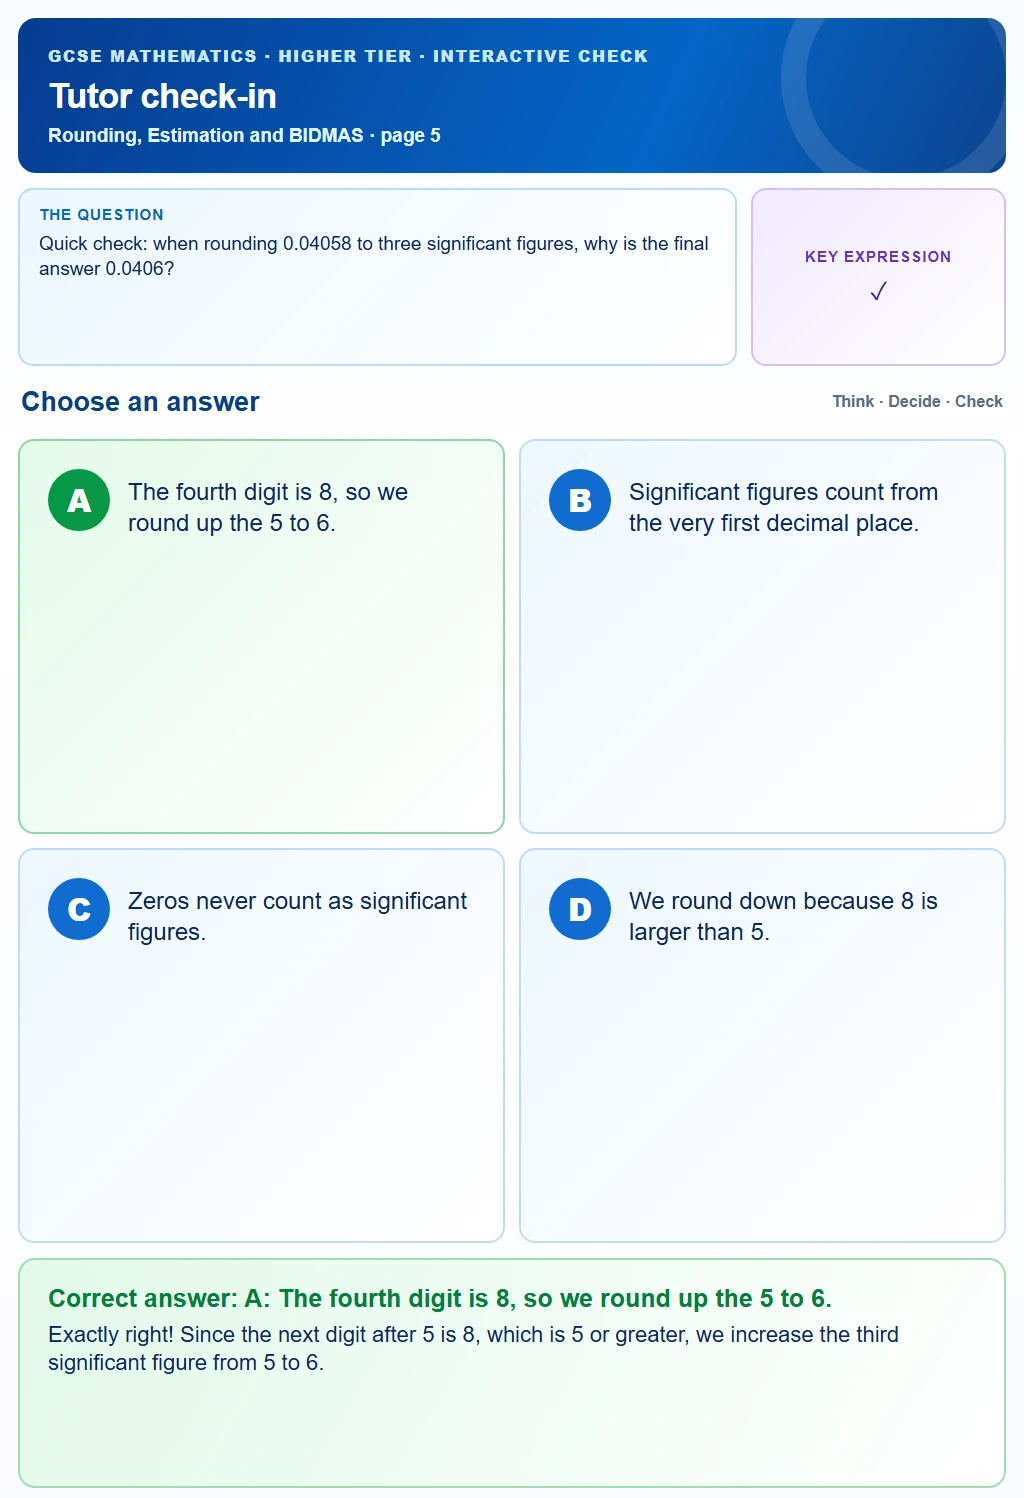 GCSE MATHEMATICS · HIGHER TIER · INTERACTIVE CHECK
Tutor check-in
Rounding, Estimation and BIDMAS · page 5
THE QUESTION
Quick check: when rounding 0.04058 to three significant figures, why is the final
answer 0.0406?
KEY EXPRESSION
✓
Choose an answer
Think · Decide · Check
A
The fourth digit is 8, so we
round up the 5 to 6.
B
Significant figures count from
the very first decimal place.
C
Zeros never count as significant
figures.
D
We round down because 8 is
larger than 5.
Correct answer: A: The fourth digit is 8, so we round up the 5 to 6.
Exactly right! Since the next digit after 5 is 8, which is 5 or greater, we increase the third
significant figure from 5 to 6.